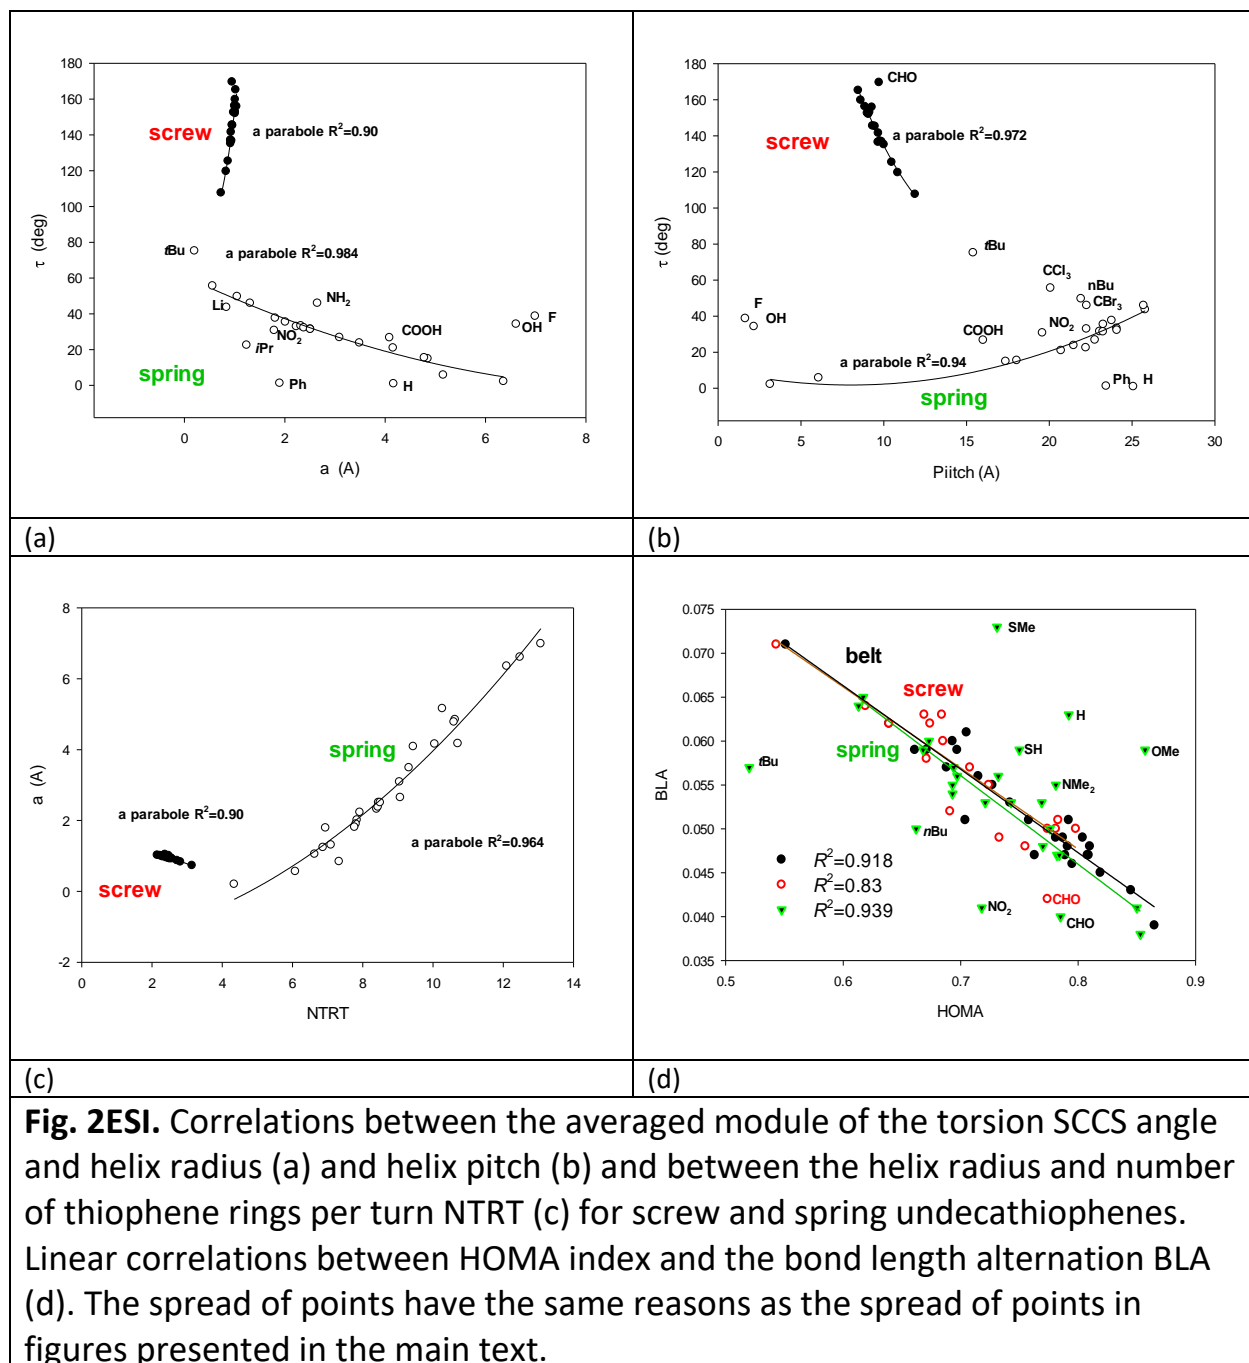 180
160
140
120
100
80
60
40
20
0
τ (deg)
screw
a parabole R²=0.90
tBu
a parabole R²=0.984
Li
NH₂
NO₂
iPr
COOH
OH
F
spring
Ph
H
0 2 4 6 8
a (A)
(a)
180
160
140
120
100
80
60
40
20
0
τ (deg)
CHO
screw
a parabole R²=0.972
tBu
CCl₃
nBu
CBr₃
F
OH
COOH
NO₂
a parabole R²=0.94
spring
Ph
H
0 5 10 15 20 25 30
Piitch (A)
(b)
8
6
4
2
0
-2
a (A)
spring
a parabole R²=0.90
a parabole R²=0.964
screw
0 2 4 6 8 10 12 14
NTRT
(c)
0.075
0.070
0.065
0.060
0.055
0.050
0.045
0.040
0.035
BLA
SMe
belt
screw
H
spring
SH
OMe
tBu
NMe₂
nBu
R²=0.918
R²=0.83
R²=0.939
CHO
NO₂
CHO
0.5 0.6 0.7 0.8 0.9
HOMA
(d)
Fig. 2ESI. Correlations between the averaged module of the torsion SCCS angle
and helix radius (a) and helix pitch (b) and between the helix radius and number
of thiophene rings per turn NTRT (c) for screw and spring undecathiophenes.
Linear correlations between HOMA index and the bond length alternation BLA
(d). The spread of points have the same reasons as the spread of points in
figures presented in the main text.